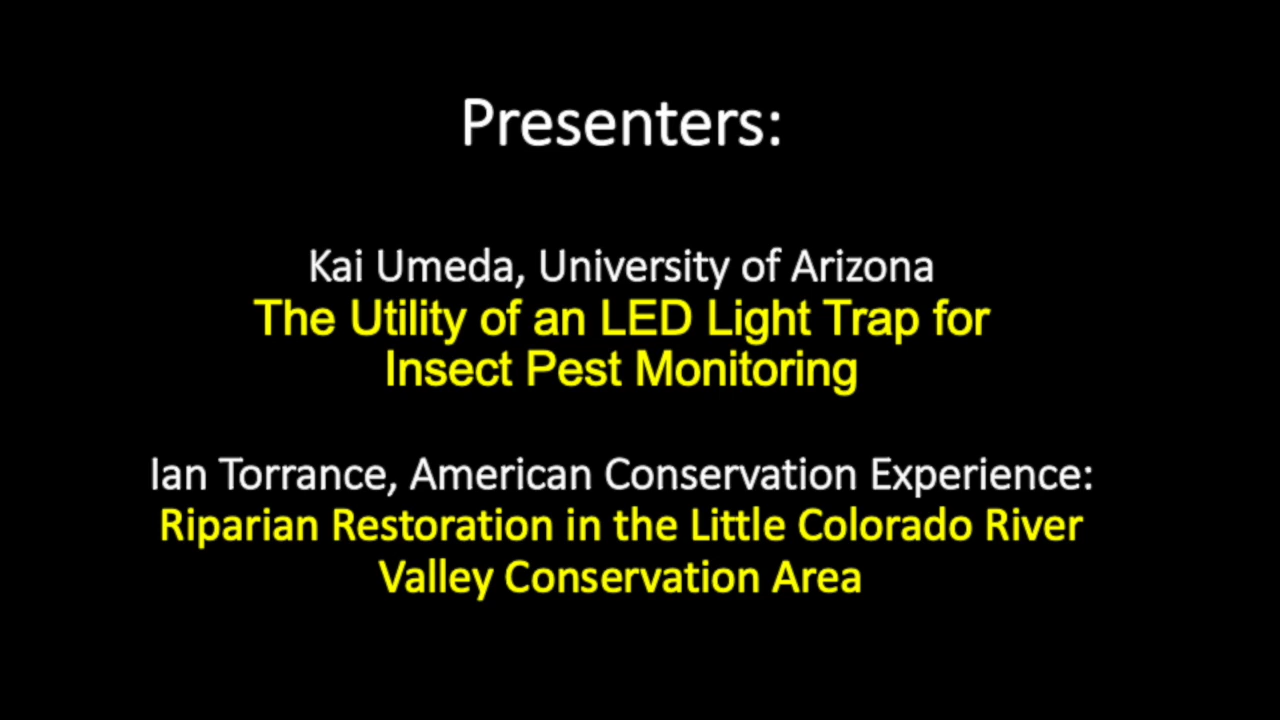 Presenters:
Kai Umeda, University of Arizona
The Utility of an LED Light Trap for
Insect Pest Monitoring
Ian Torrance, American Conservation Experience:
Riparian Restoration in the Little Colorado River
Valley Conservation Area